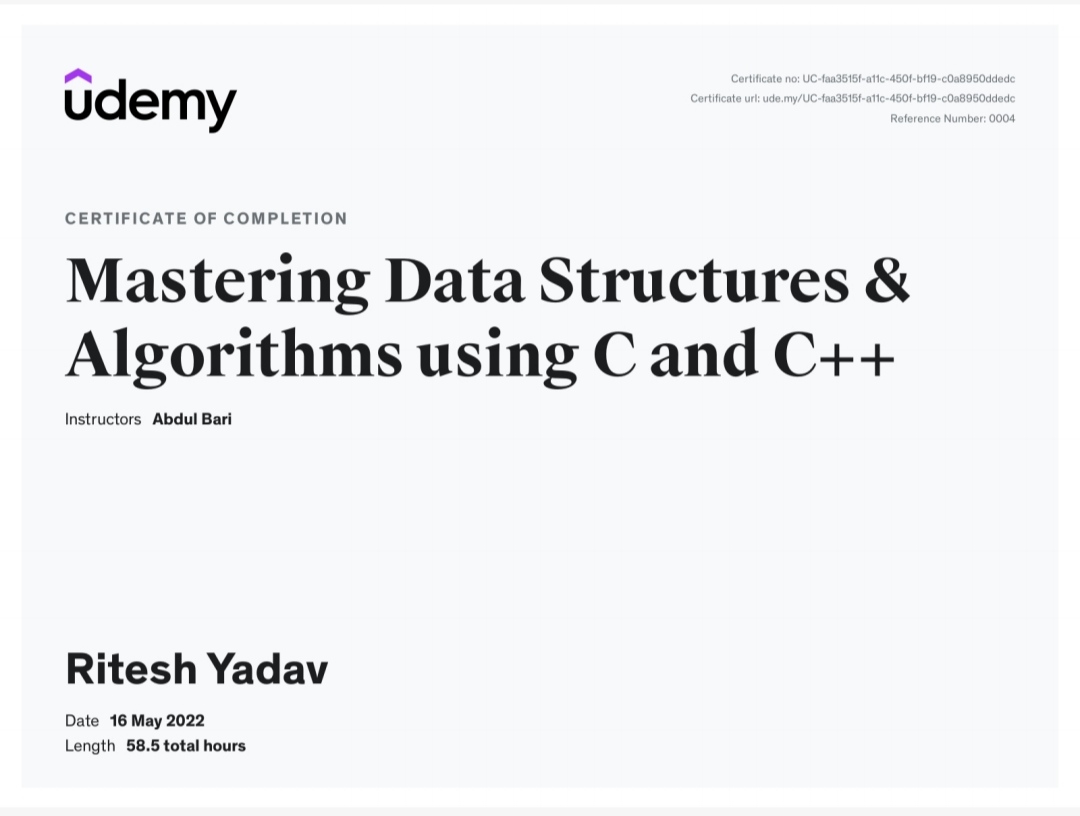 udemy
Certificate no: UC-faa3515f-a11c-450f-bf19-c0a8950ddedc
Certificate url: ude.my/UC-faa3515f-a11c-450f-bf19-c0a8950ddedc
Reference Number: 0004
CERTIFICATE OF COMPLETION
Mastering Data Structures &
Algorithms using C and C++
Instructors Abdul Bari
Ritesh Yadav
Date 16 May 2022
Length 58.5 total hours